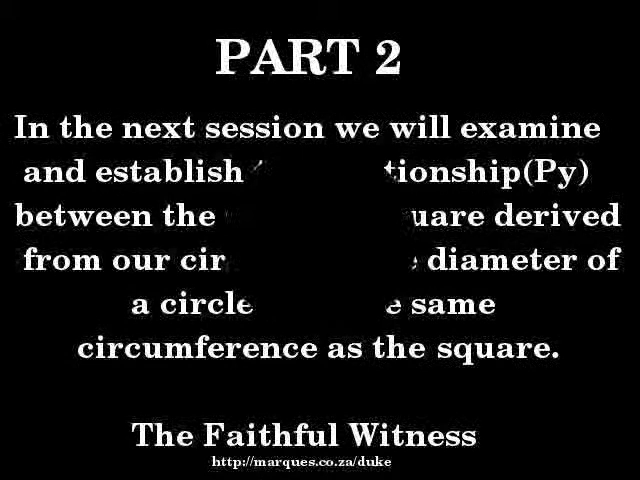 PART 2
In the next session we will examine
and establish tionship(Py)
between the uare derived
from our cir diameter of
a circle same
circumference as the square.
The Faithful Witness
http://marques.co.za/duke